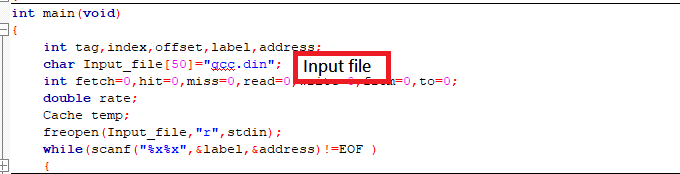 int main(void)
{
int tag,index,offset,label,address;
char Input_file[50]="gcc.din";
Input file
int fetch=0,hit=0,miss=0,read=0,write=0,from=0,to=0;
double rate;
Cache temp;
freopen(Input_file,"r",stdin);
while(scanf("%x%x",&label,&address)!=EOF )
{